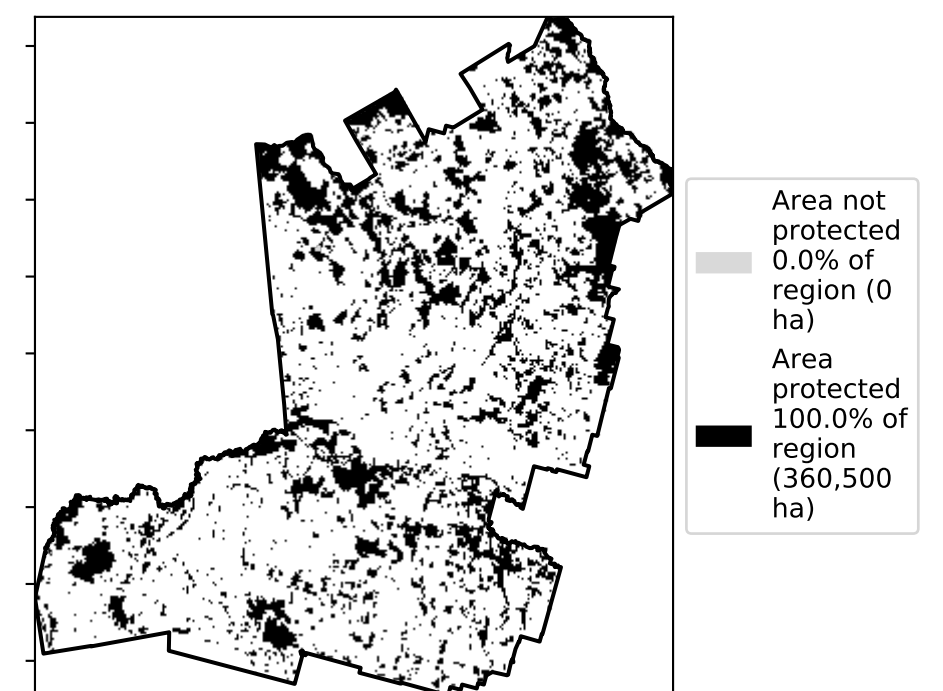 Area not
protected
0.0% of
region (0
ha)
Area
protected
100.0% of
region
(360,500
ha)